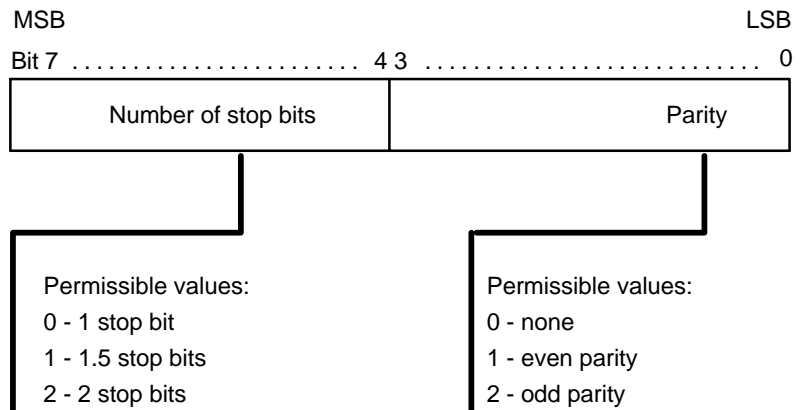 MSB LSB
Bit 7 . . . . . . . . . . . . . . . . . . . . . . . . 4 3 . . . . . . . . . . . . . . . . . . . . . . . . . . . . 0
Number of stop bits Parity
Permissible values: Permissible values:
0 - 1 stop bit 0 - none
1 - 1.5 stop bits 1 - even parity
2 - 2 stop bits 2 - odd parity